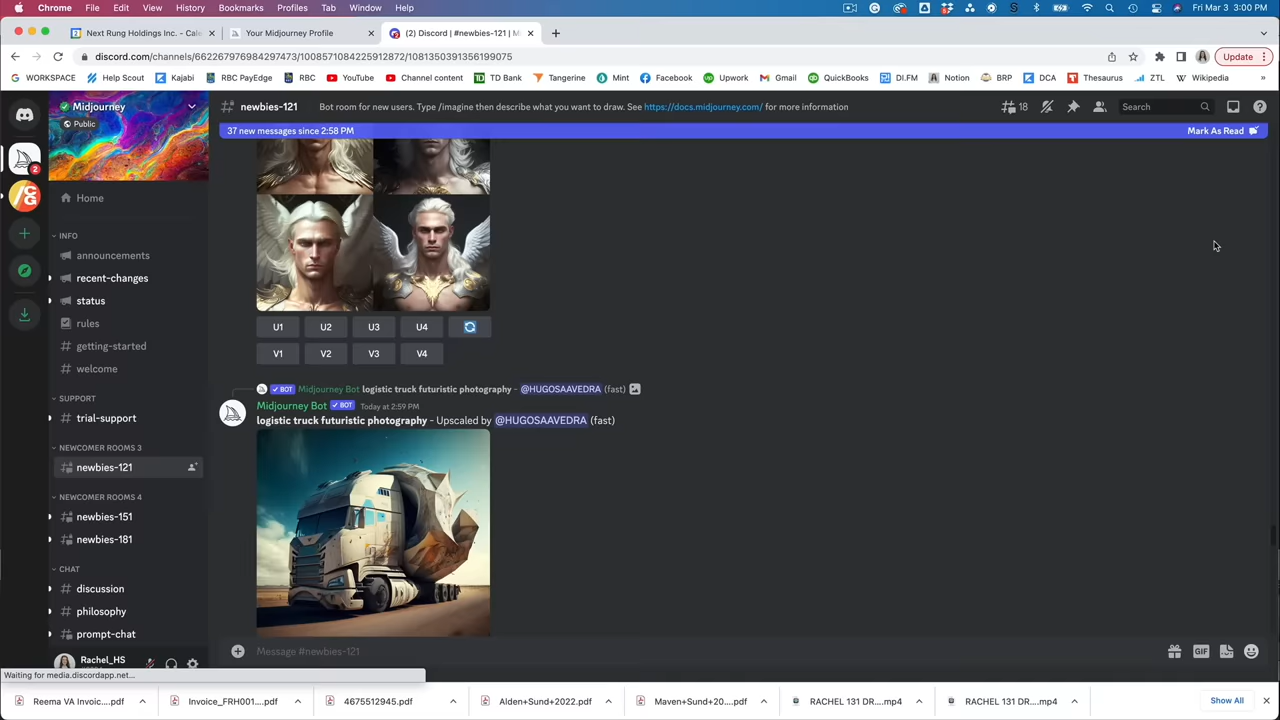 Chrome File Edit View History Bookmarks Profiles Tab Window Help Fri Mar 3 3:00 PM
Next Rung Holdings Inc. - Cale Your Midjourney Profile (2) Discord | #newbies-121 | M
discord.com/channels/662267976984297473/1008571084225912872/1081350391356199075 Update
WORKSPACE Help Scout Kajabi RBC PayEdge RBC YouTube Channel content TD Bank Tangerine Mint Facebook Upwork Gmail QuickBooks DI.FM Notion BRP DCA Thesaurus ZTL Wikipedia »
Midjourney
Public
newbies-121 Bot room for new users. Type /imagine then describe what you want to draw. See https://docs.midjourney.com/ for more information 18 Search
37 new messages since 2:58 PM Mark As Read
2
Home
INFO
announcements
recent-changes
status
rules
getting-started
welcome
SUPPORT
trial-support
NEWCOMER ROOMS 3
newbies-121
NEWCOMER ROOMS 4
newbies-151
newbies-181
CHAT
discussion
philosophy
prompt-chat
Rachel_HS
U1 U2 U3 U4
V1 V2 V3 V4
BOT Midjourney Bot logistic truck futuristic photography - @HUGOSAAVEDRA (fast)
Midjourney Bot BOT Today at 2:59 PM
logistic truck futuristic photography - Upscaled by @HUGOSAAVEDRA (fast)
Message #newbies-121 GIF
Waiting for media.discordapp.net...
Reema VA Invoic....pdf Invoice_FRH001....pdf 4675512945.pdf Alden+Sund+2022.pdf Maven+Sund+20....pdf RACHEL 131 DR....mp4 RACHEL 131 DR....mp4 Show All